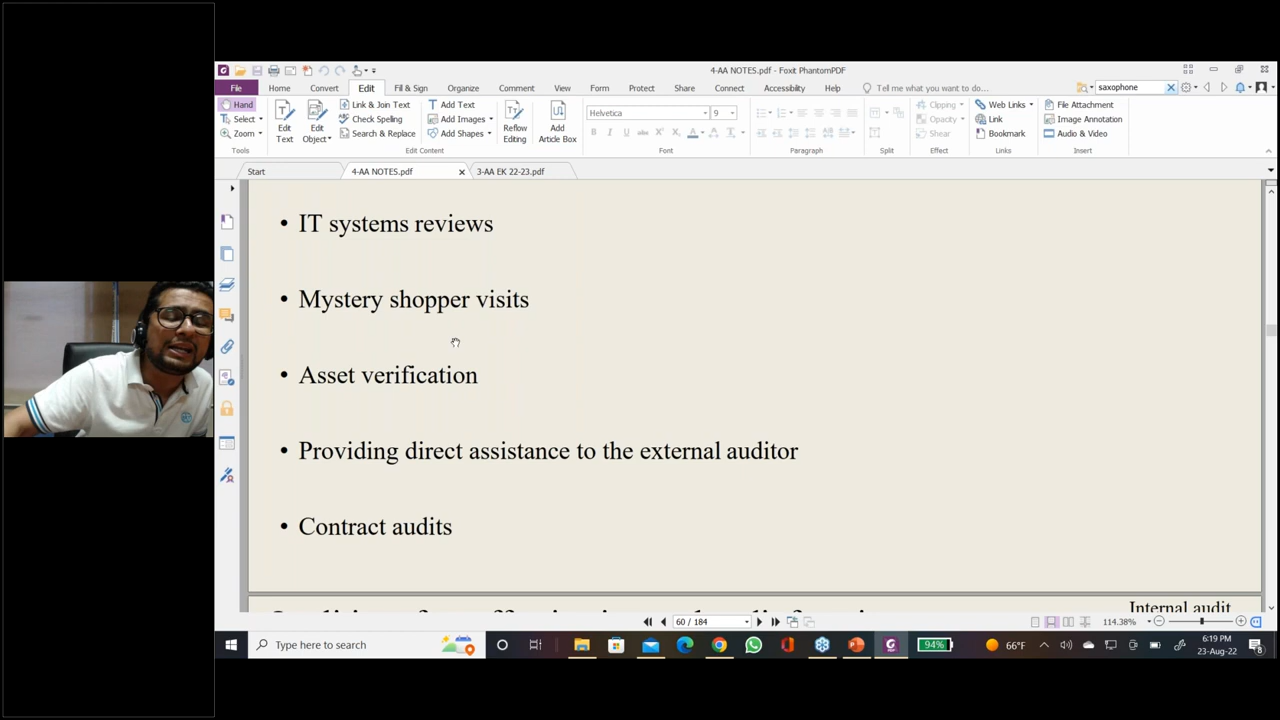 4-AA NOTES.pdf - Foxit PhantomPDF
File Home Convert Edit Fill & Sign Organize Comment View Form Protect Share Connect Accessibility Help Tell me what you want to do... saxophone
Hand
Select
Zoom
Tools
Edit Text
Edit Object
Link & Join Text
Check Spelling
Search & Replace
Add Text
Add Images
Add Shapes
Edit Content
Reflow Editing
Add Article Box
Helvetica 9
B I U abc X X A T
Font
Paragraph
Split
Clipping
Opacity
Shear
Effect
Web Links
Link
Bookmark
Links
File Attachment
Image Annotation
Audio & Video
Insert
Start 4-AA NOTES.pdf 3-AA EK 22-23.pdf
• IT systems reviews
• Mystery shopper visits
• Asset verification
• Providing direct assistance to the external auditor
• Contract audits
Internal audit
60 / 184 114.38%
Type here to search 94% 66°F 6:19 PM
23-Aug-22